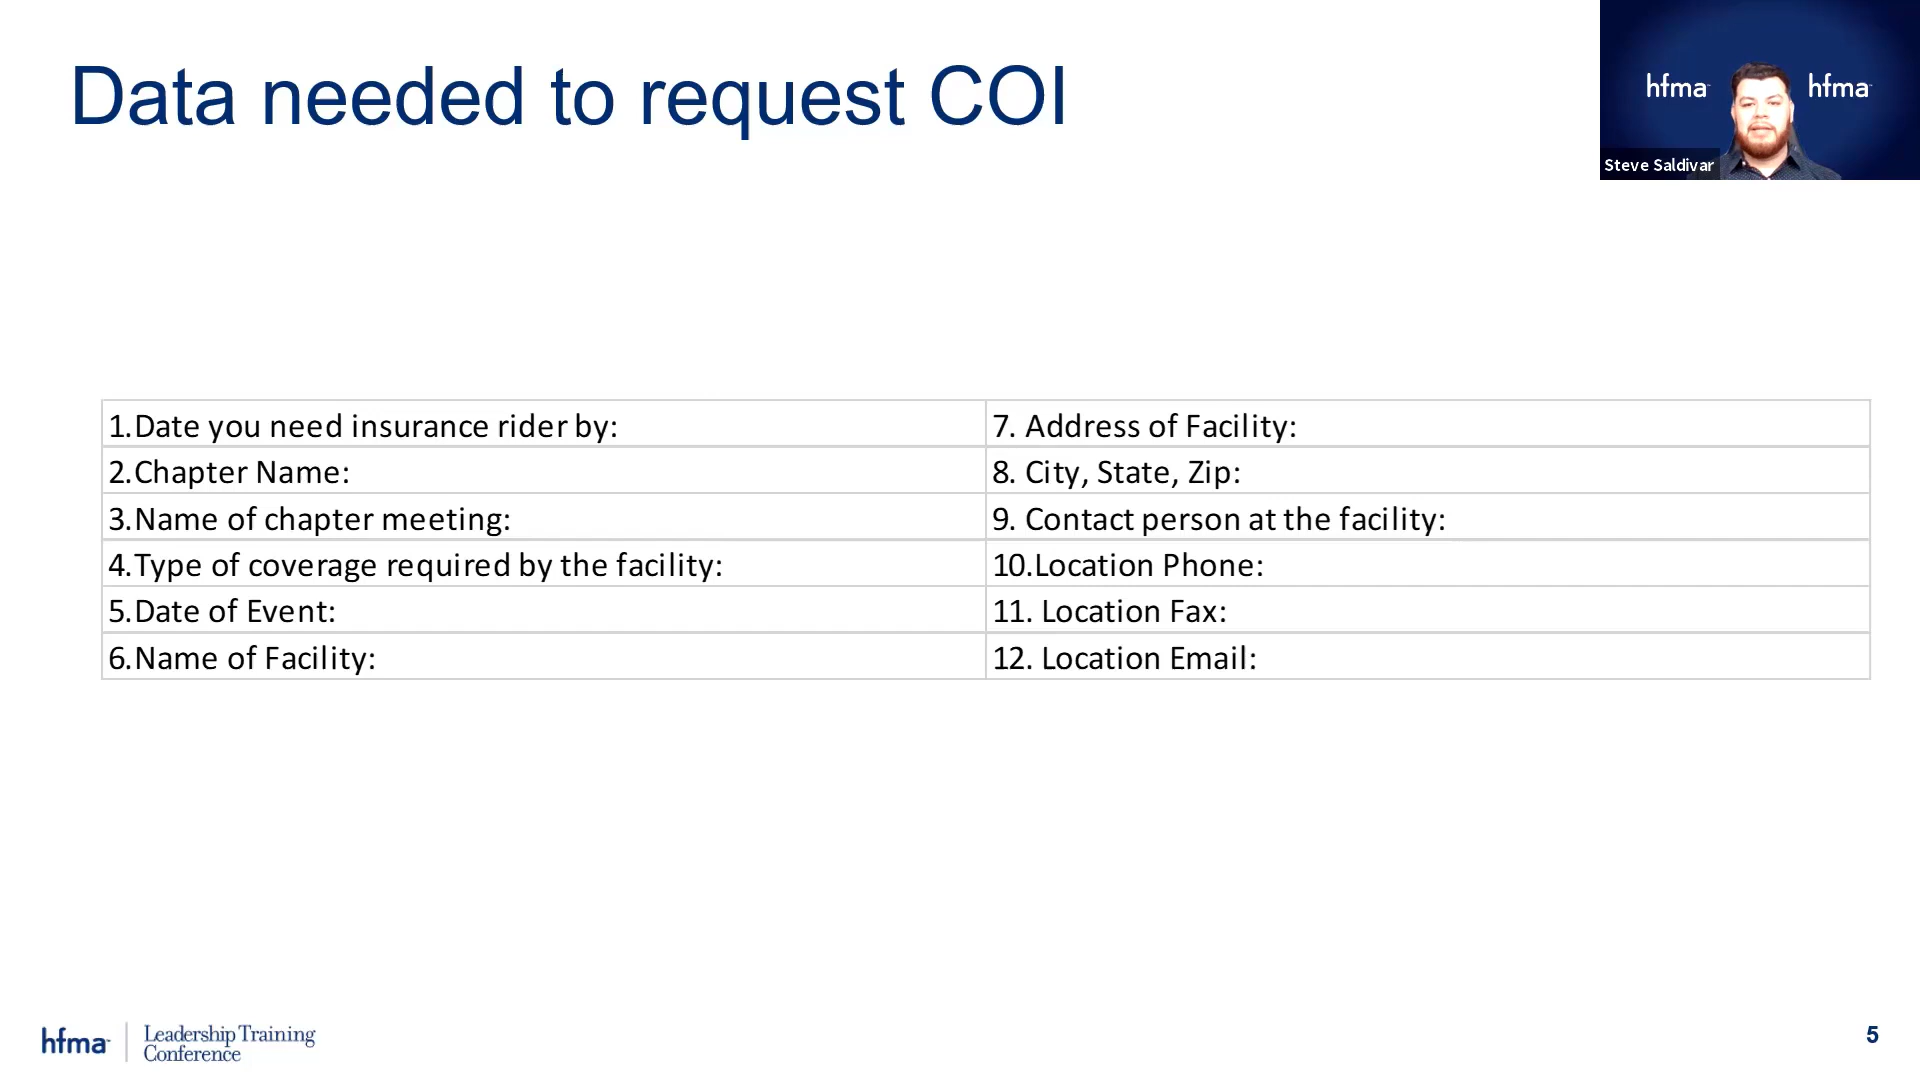 Data needed to request COI
hfma hfma
Steve Saldivar
1.Date you need insurance rider by:
2.Chapter Name:
3.Name of chapter meeting:
4.Type of coverage required by the facility:
5.Date of Event:
6.Name of Facility:
7. Address of Facility:
8. City, State, Zip:
9. Contact person at the facility:
10.Location Phone:
11. Location Fax:
12. Location Email:
hfma
Leadership Training
Conference
5